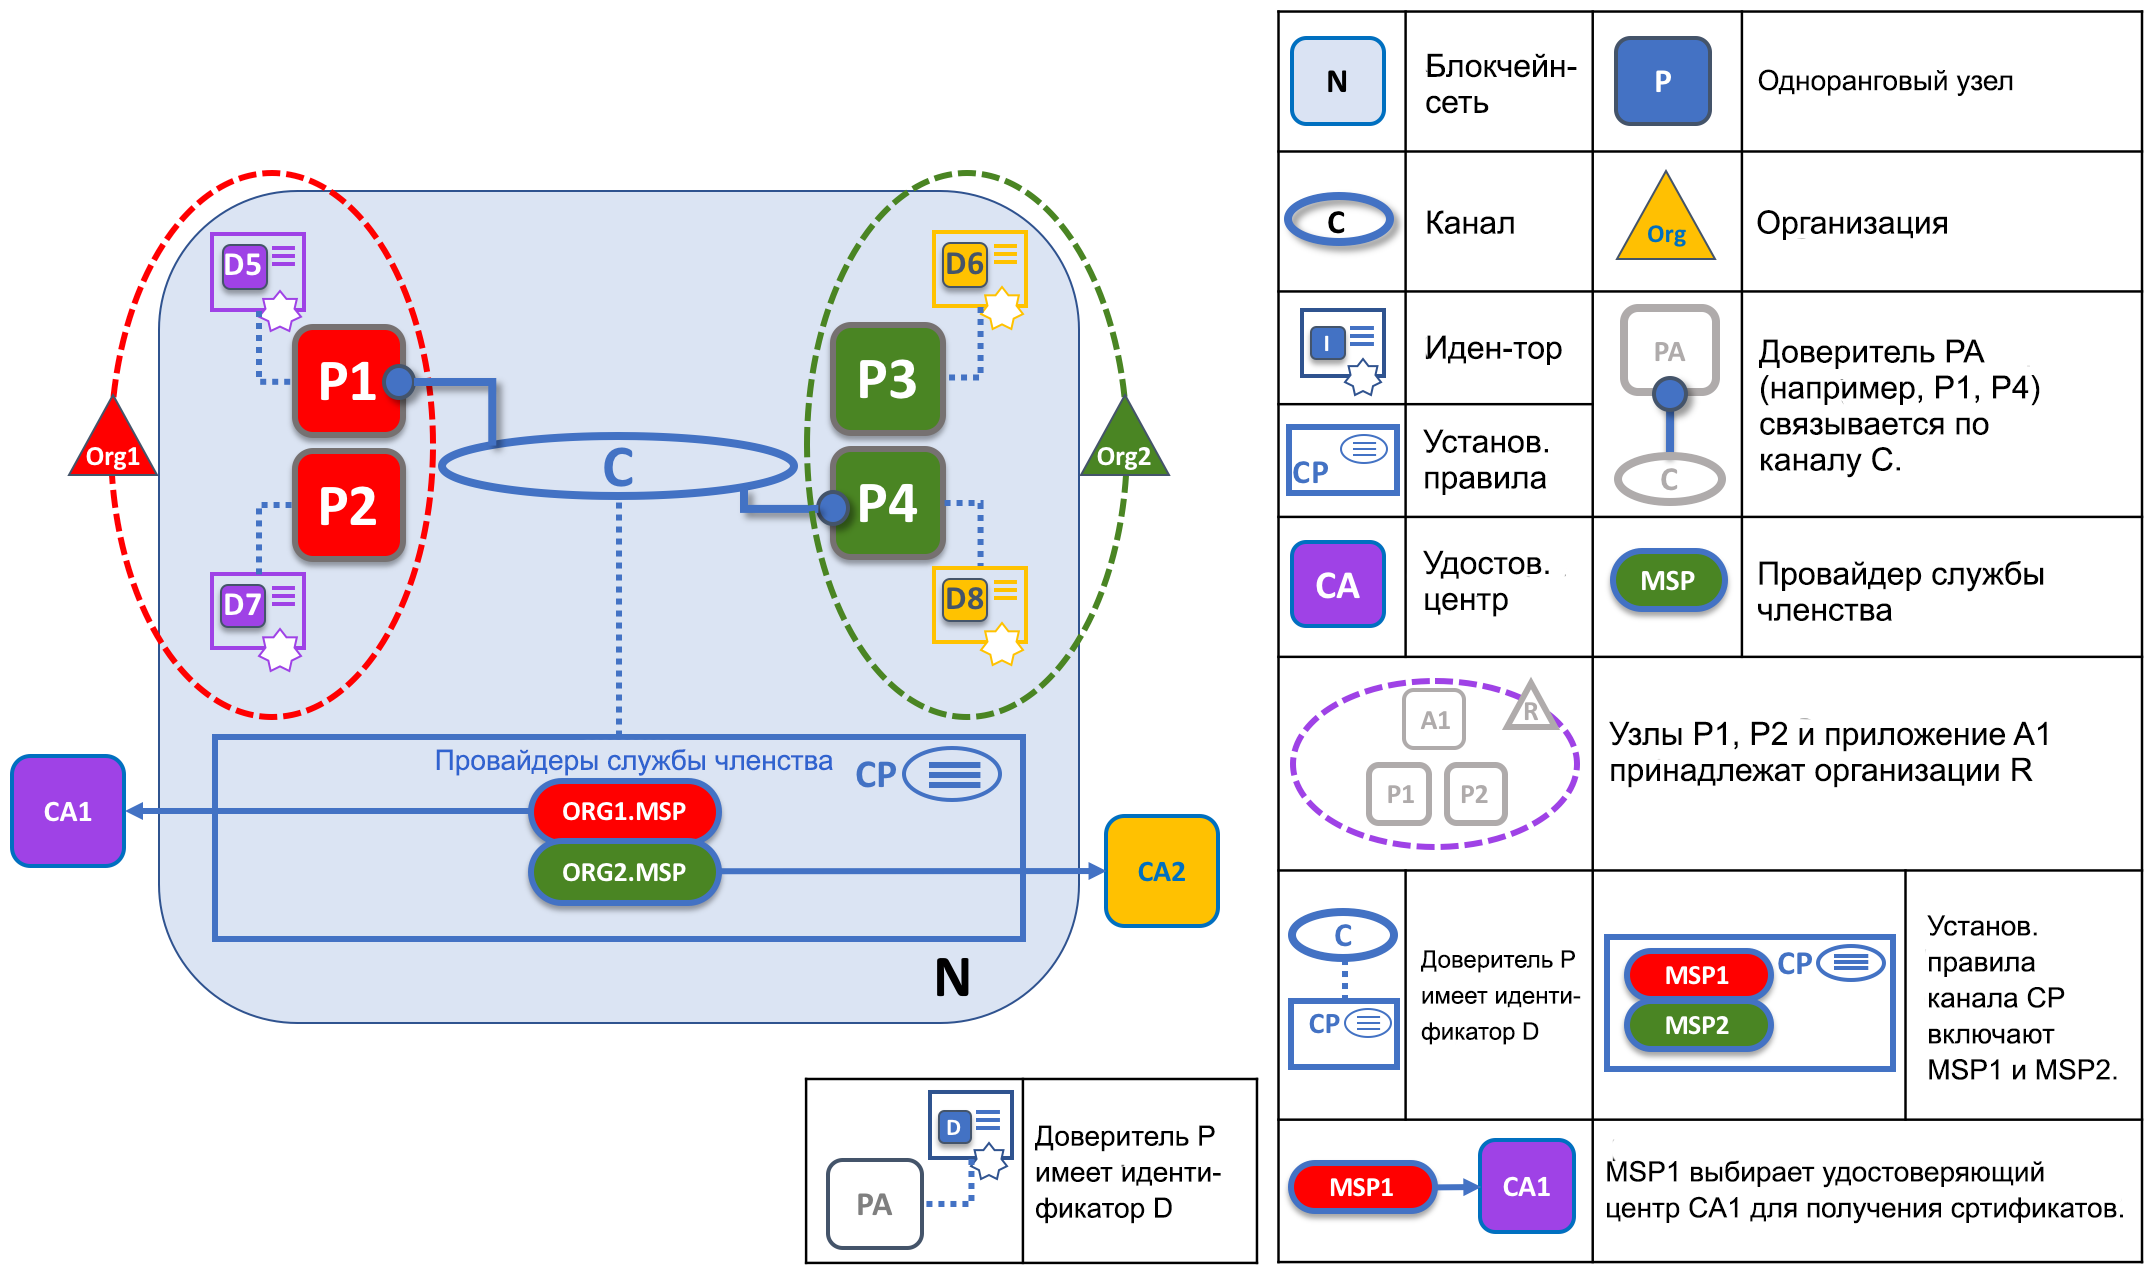 D5
D6
P1
P3
Org1
C
Org2
P2
P4
D7
D8
Провайдеры службы членства
CP
CA1
ORG1.MSP
ORG2.MSP
CA2
N
D
PA
Доверитель P
имеет иденти-
фикатор D
N
Блокчейн-
сеть
P
Одноранговый узел
C
Канал
Org
Организация
I
Иден-тор
PA
C
Доверитель PA
(например, P1, P4)
связывается по
каналу C.
CP
Установ.
правила
CA
Удостов.
центр
MSP
Провайдер службы
членства
A1
R
P1
P2
Узлы P1, P2 и приложение A1
принадлежат организации R
C
CP
Доверитель P
имеет иденти-
фикатор D
MSP1
CP
MSP2
Установ.
правила
канала CP
включают
MSP1 и MSP2.
MSP1
CA1
MSP1 выбирает удостоверяющий
центр CA1 для получения сртификатов.